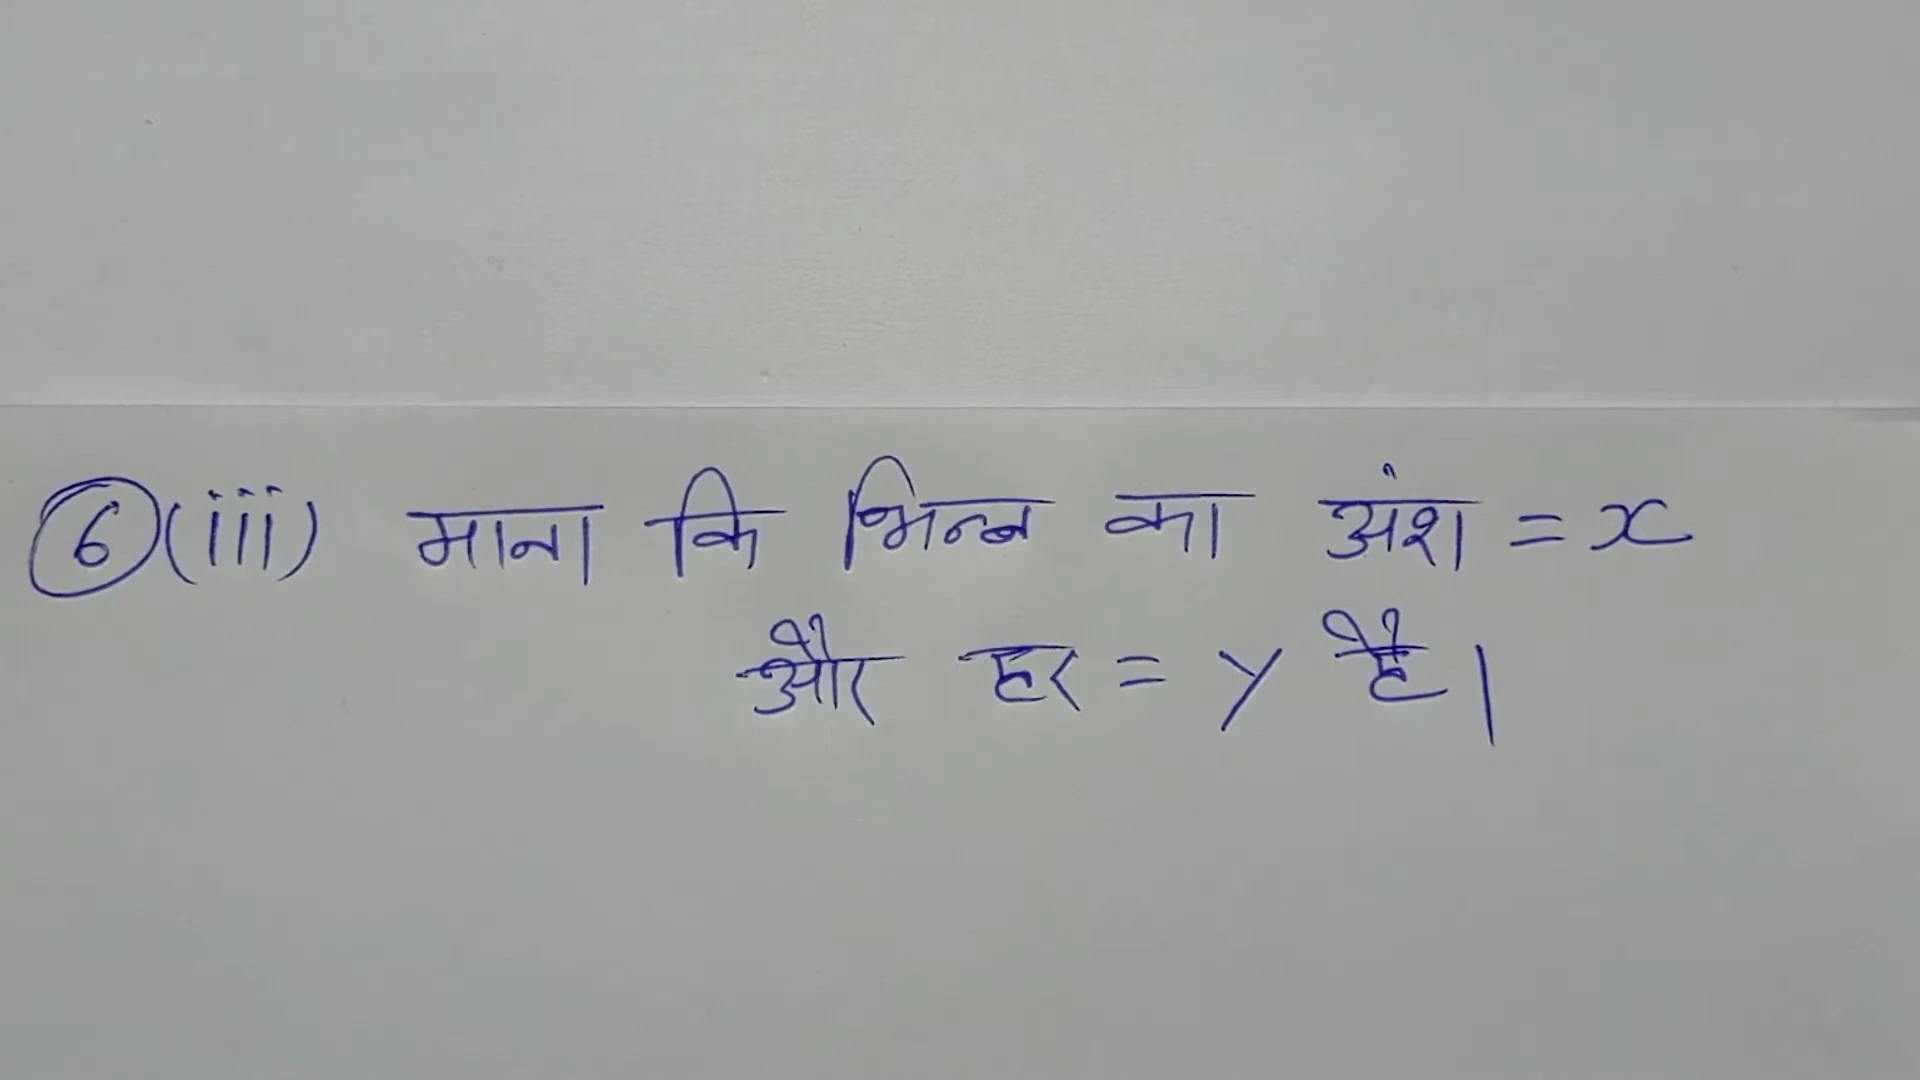 ⑥(iii) माना कि भिन्न का अंश = x
और हर = y है।